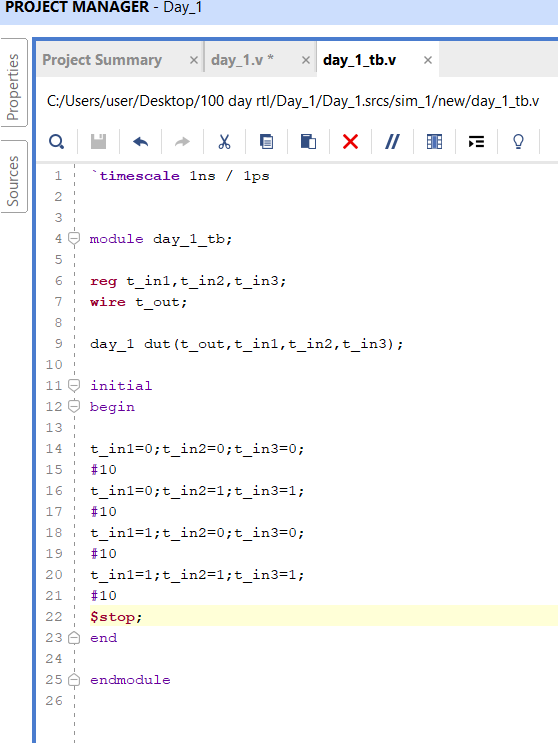 PROJECT MANAGER - Day_1
Properties
Sources
Project Summary × day_1.v * × day_1_tb.v ×
C:/Users/user/Desktop/100 day rtl/Day_1/Day_1.srcs/sim_1/new/day_1_tb.v
1 `timescale 1ns / 1ps
2
3
4 module day_1_tb;
5
6 reg t_in1,t_in2,t_in3;
7 wire t_out;
8
9 day_1 dut(t_out,t_in1,t_in2,t_in3);
10
11 initial
12 begin
13
14 t_in1=0;t_in2=0;t_in3=0;
15 #10
16 t_in1=0;t_in2=1;t_in3=1;
17 #10
18 t_in1=1;t_in2=0;t_in3=0;
19 #10
20 t_in1=1;t_in2=1;t_in3=1;
21 #10
22 $stop;
23 end
24
25 endmodule
26